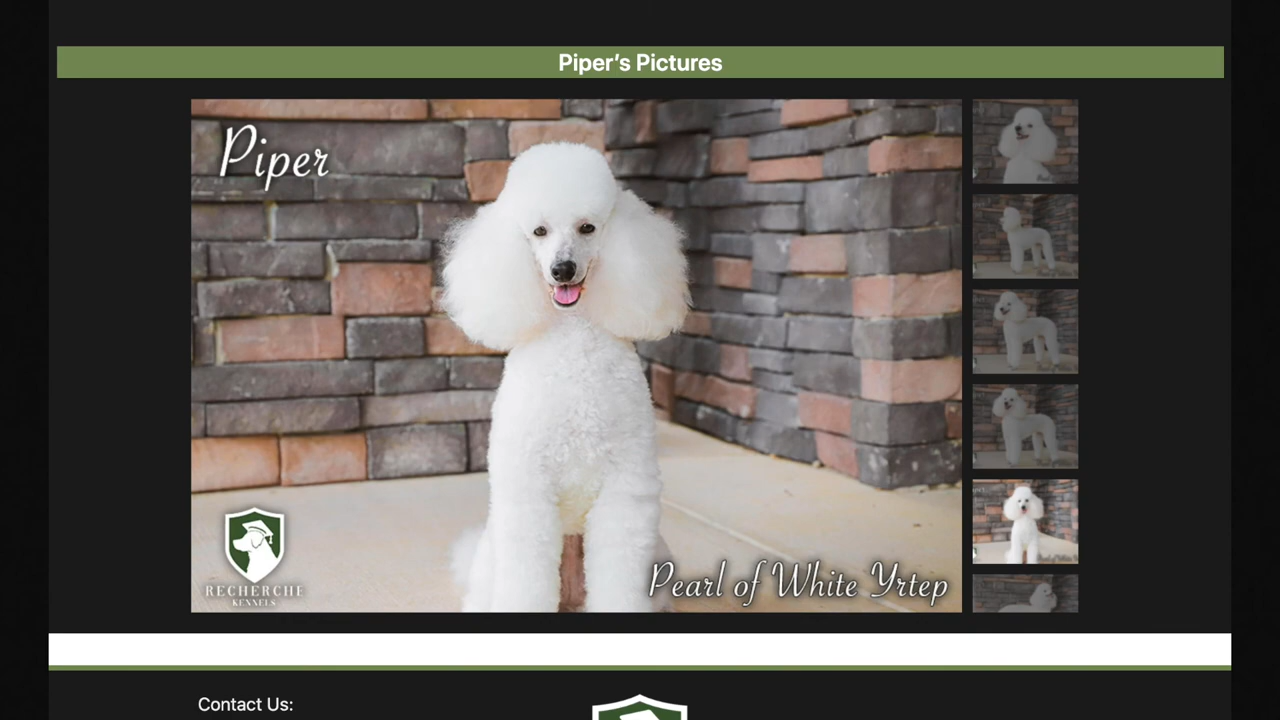 Piper’s Pictures
Piper
RECHERCHE
KENNELS
Pearl of White Yrtep
Contact Us: